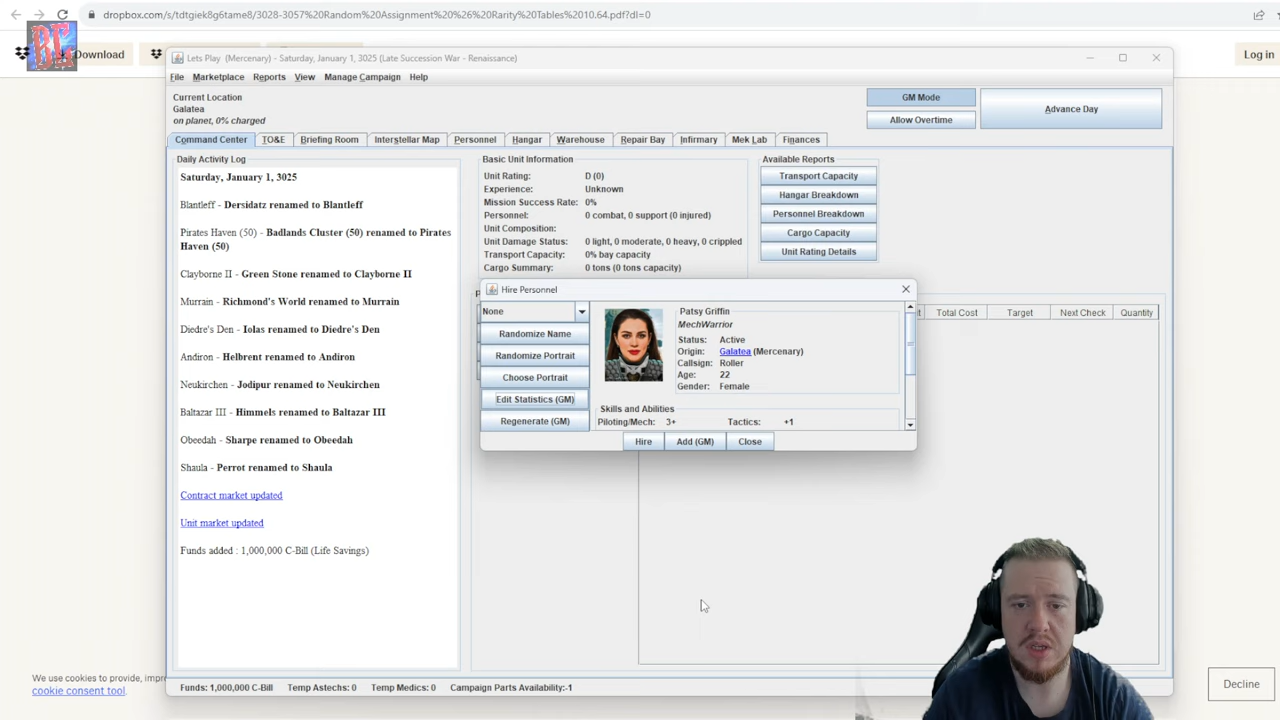 dropbox.com/s/tdtgiek8g6tame8/3028-3057%20Random%20Assignment%20%26%20Rarity%20Tables%2010.64.pdf?dl=0
BC
Download
Log in
Lets Play (Mercenary) - Saturday, January 1, 3025 (Late Succession War - Renaissance)
File Marketplace Reports View Manage Campaign Help
Current Location
Galatea
on planet, 0% charged
GM Mode
Allow Overtime
Advance Day
Command Center TO&E Briefing Room Interstellar Map Personnel Hangar Warehouse Repair Bay Infirmary Mek Lab Finances
Daily Activity Log
Saturday, January 1, 3025
Blantleff - Dersidatz renamed to Blantleff
Pirates Haven (50) - Badlands Cluster (50) renamed to Pirates
Haven (50)
Clayborne II - Green Stone renamed to Clayborne II
Murrain - Richmond's World renamed to Murrain
Diedre's Den - Iolas renamed to Diedre's Den
Andiron - Helbrent renamed to Andiron
Neukirchen - Jodipur renamed to Neukirchen
Baltazar III - Himmels renamed to Baltazar III
Obeedah - Sharpe renamed to Obeedah
Shaula - Perrot renamed to Shaula
Contract market updated
Unit market updated
Funds added : 1,000,000 C-Bill (Life Savings)
Basic Unit Information
Unit Rating: D (0)
Experience: Unknown
Mission Success Rate: 0%
Personnel: 0 combat, 0 support (0 injured)
Unit Composition:
Unit Damage Status: 0 light, 0 moderate, 0 heavy, 0 crippled
Transport Capacity: 0% bay capacity
Cargo Summary: 0 tons (0 tons capacity)
Available Reports
Transport Capacity
Hangar Breakdown
Personnel Breakdown
Cargo Capacity
Unit Rating Details
Total Cost Target Next Check Quantity
Hire Personnel
None
Randomize Name
Randomize Portrait
Choose Portrait
Edit Statistics (GM)
Regenerate (GM)
Patsy Griffin
MechWarrior
Status: Active
Origin: Galatea (Mercenary)
Callsign: Roller
Age: 22
Gender: Female
Skills and Abilities
Piloting/Mech: 3+ Tactics: +1
Hire Add (GM) Close
Funds: 1,000,000 C-Bill Temp Astechs: 0 Temp Medics: 0 Campaign Parts Availability:-1
We use cookies to provide, impr
cookie consent tool.
Decline